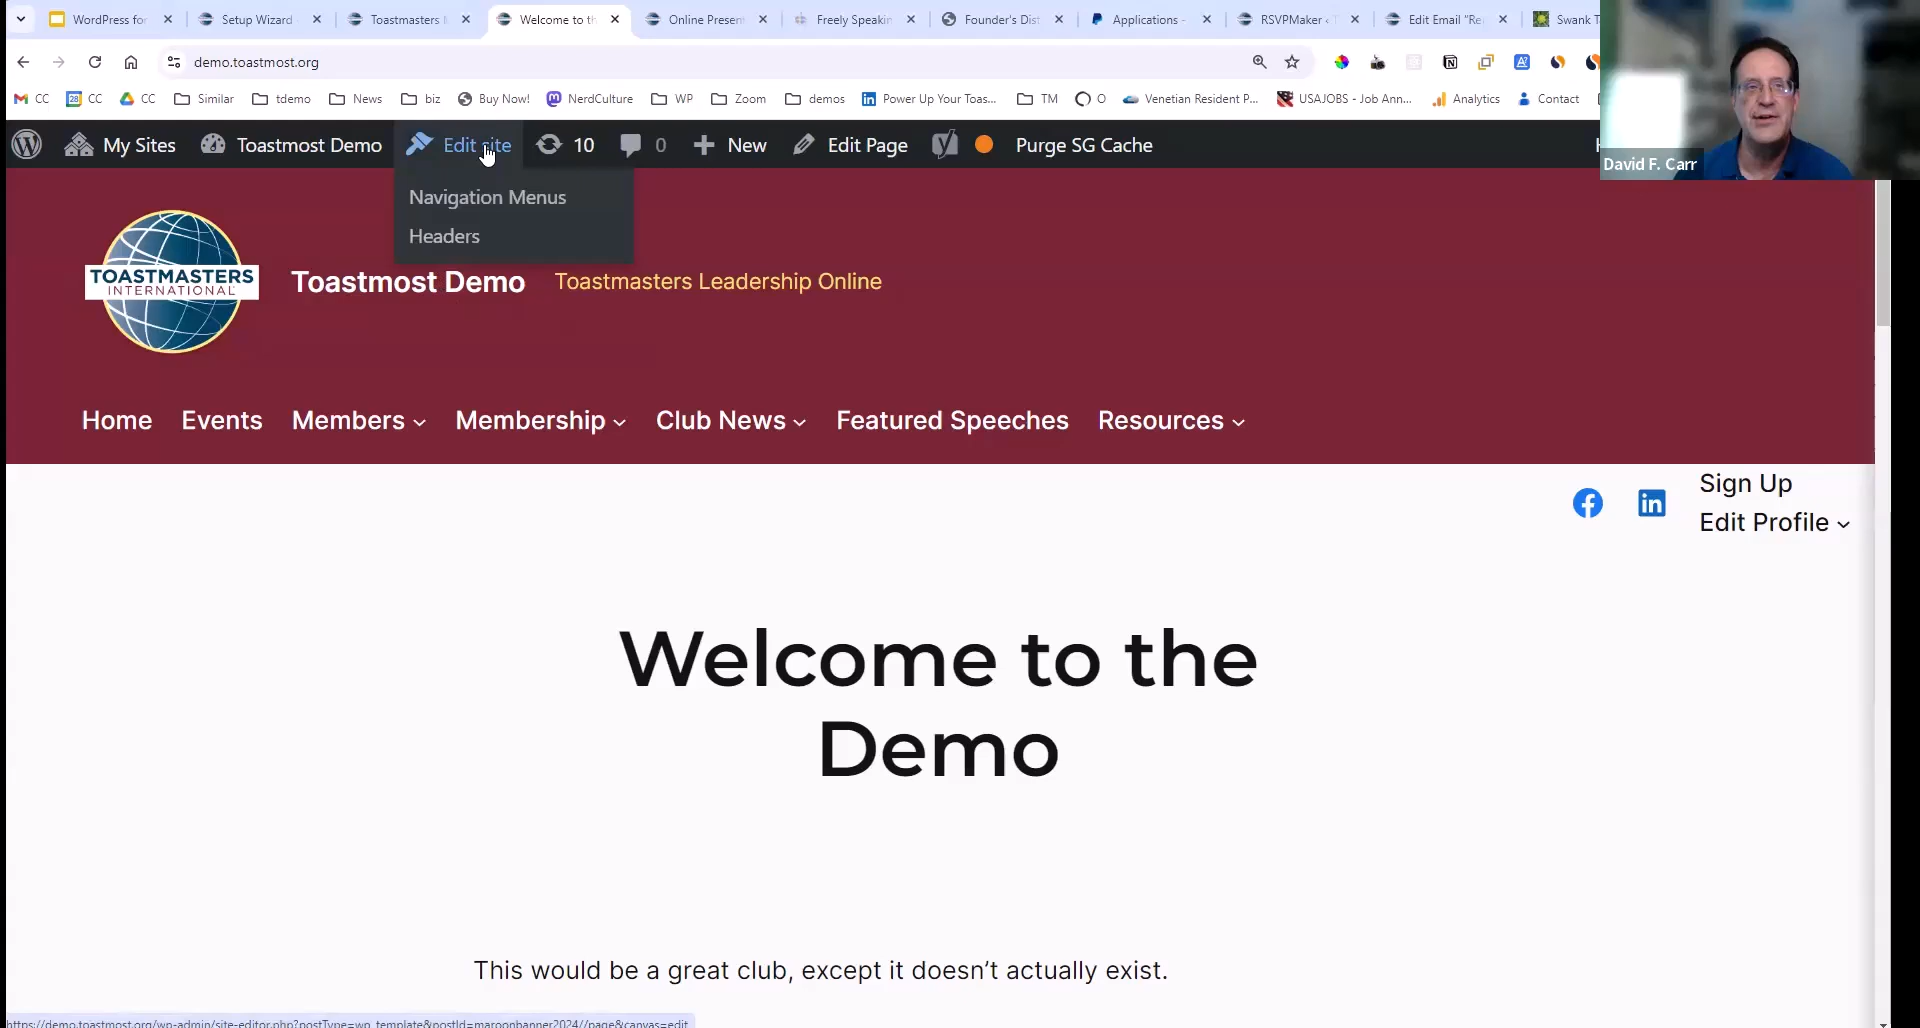 WordPress for
Setup Wizard
Toastmasters
Welcome to th
Online Presen
Freely Speakin
Founder's Dis
Applications -
RSVPMaker ‹
Edit Email "Re
Swank T
demo.toastmost.org
CC
CC
CC
Similar
tdemo
News
biz
Buy Now!
NerdCulture
WP
Zoom
demos
Power Up Your Toas...
TM
O
Venetian Resident P...
USAJOBS - Job Ann...
Analytics
Contact
My Sites
Toastmost Demo
Edit site
10
0
New
Edit Page
Purge SG Cache
David F. Carr
Navigation Menus
Headers
TOASTMASTERS
INTERNATIONAL
Toastmost Demo
Toastmasters Leadership Online
Home
Events
Members
Membership
Club News
Featured Speeches
Resources
Sign Up
Edit Profile
Welcome to the
Demo
This would be a great club, except it doesn't actually exist.
https://demo.toastmost.org/wp-admin/site-editor.php?postType=wp_template&postId=maroonbanner2024//page&canvas=edit